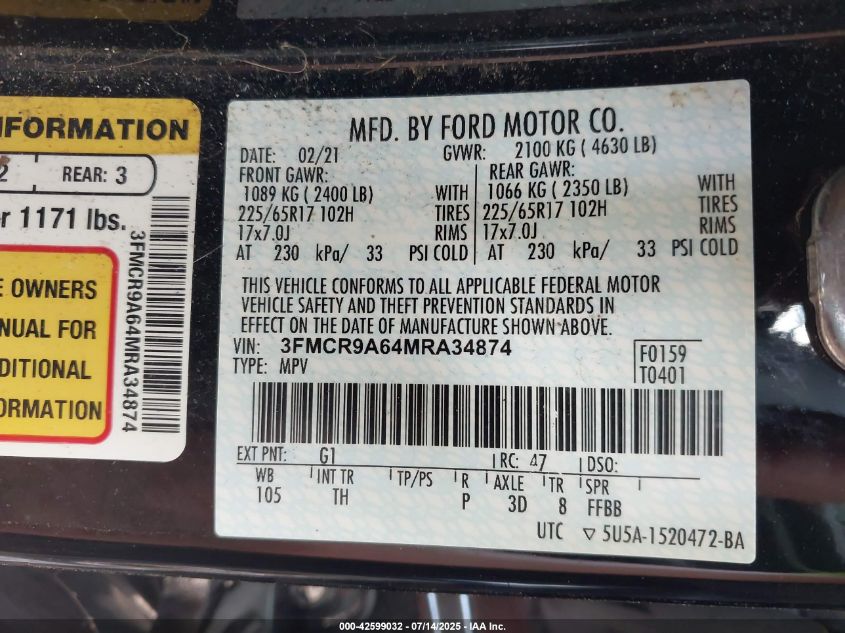 NFORMATION
2 REAR: 3
r 1171 lbs.
E OWNERS
NUAL FOR
DITIONAL
ORMATION
3FMCR9A64MRA34874
MFD. BY FORD MOTOR CO.
DATE: 02/21 GVWR: 2100 KG ( 4630 LB)
FRONT GAWR: REAR GAWR:
1089 KG ( 2400 LB) WITH 1066 KG ( 2350 LB) WITH
225/65R17 102H TIRES 225/65R17 102H TIRES
17x7.0J RIMS 17x7.0J RIMS
AT 230 kPa/ 33 PSI COLD AT 230 kPa/ 33 PSI COLD
THIS VEHICLE CONFORMS TO ALL APPLICABLE FEDERAL MOTOR
VEHICLE SAFETY AND THEFT PREVENTION STANDARDS IN
EFFECT ON THE DATE OF MANUFACTURE SHOWN ABOVE.
VIN: 3FMCR9A64MRA34874 F0159
TYPE: MPV T0401
EXT PNT: G1 RC: 47 DSO:
WB INT TR TP/PS R AXLE TR SPR
105 TH P 3D 8 FFBB
UTC ▽ 5U5A-1520472-BA
000-42599032 - 07/14/2025 - IAA Inc.